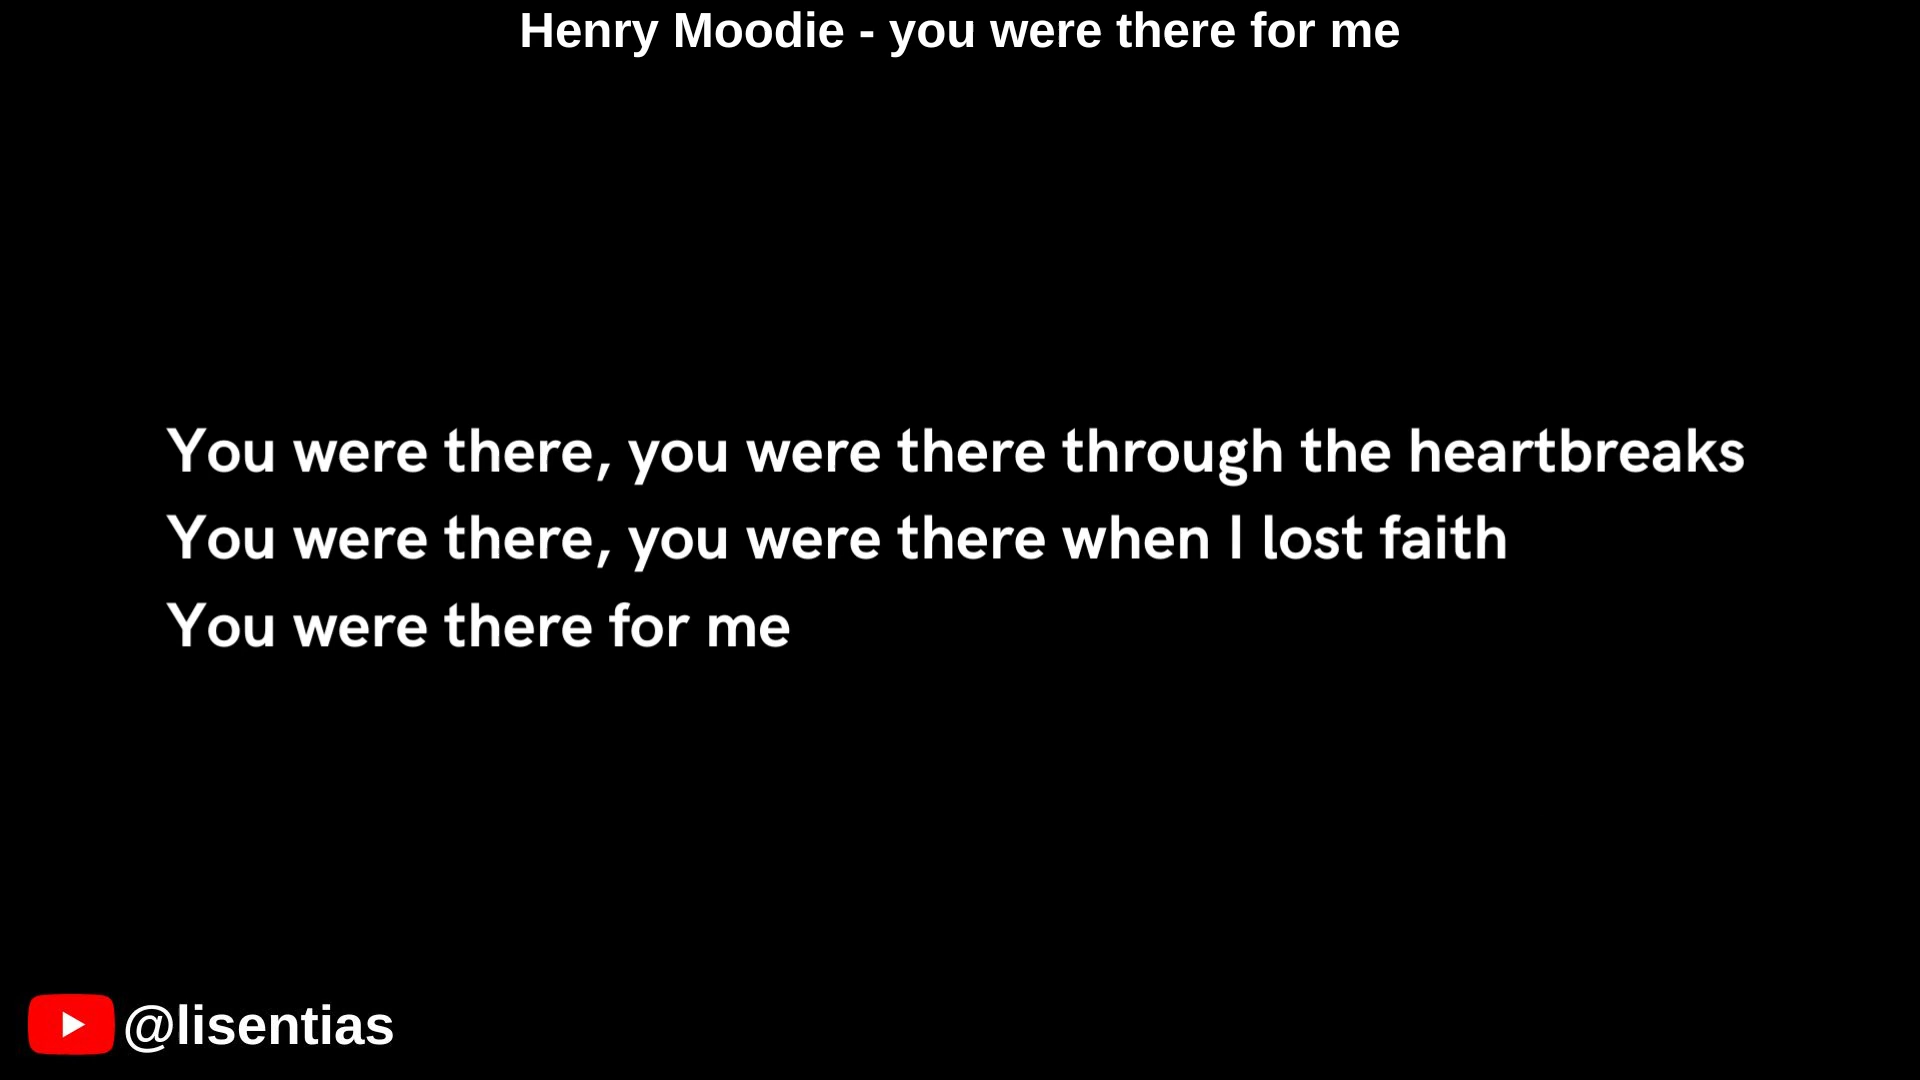 Henry Moodie - you were there for me
You were there, you were there through the heartbreaks
You were there, you were there when I lost faith
You were there for me
@lisentias